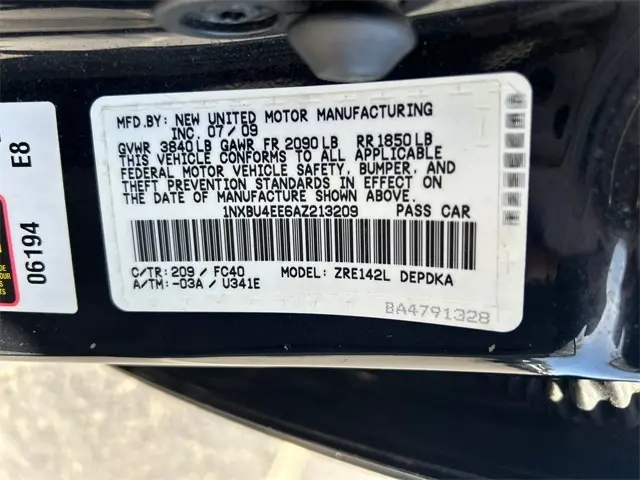 MFD.BY: NEW UNITED MOTOR MANUFACTURING
INC. 07/09
GVWR 3840LB GAWR FR 2090LB RR 1850LB
THIS VEHICLE CONFORMS TO ALL APPLICABLE
FEDERAL MOTOR VEHICLE SAFETY, BUMPER, AND
THEFT PREVENTION STANDARDS IN EFFECT ON
THE DATE OF MANUFACTURE SHOWN ABOVE.
1NXBU4EE6AZ213209 PASS CAR
C/TR: 209 / FC40 MODEL: ZRE142L DEPDKA
A/TM: -03A / U341E
BA4791328
06194 E8